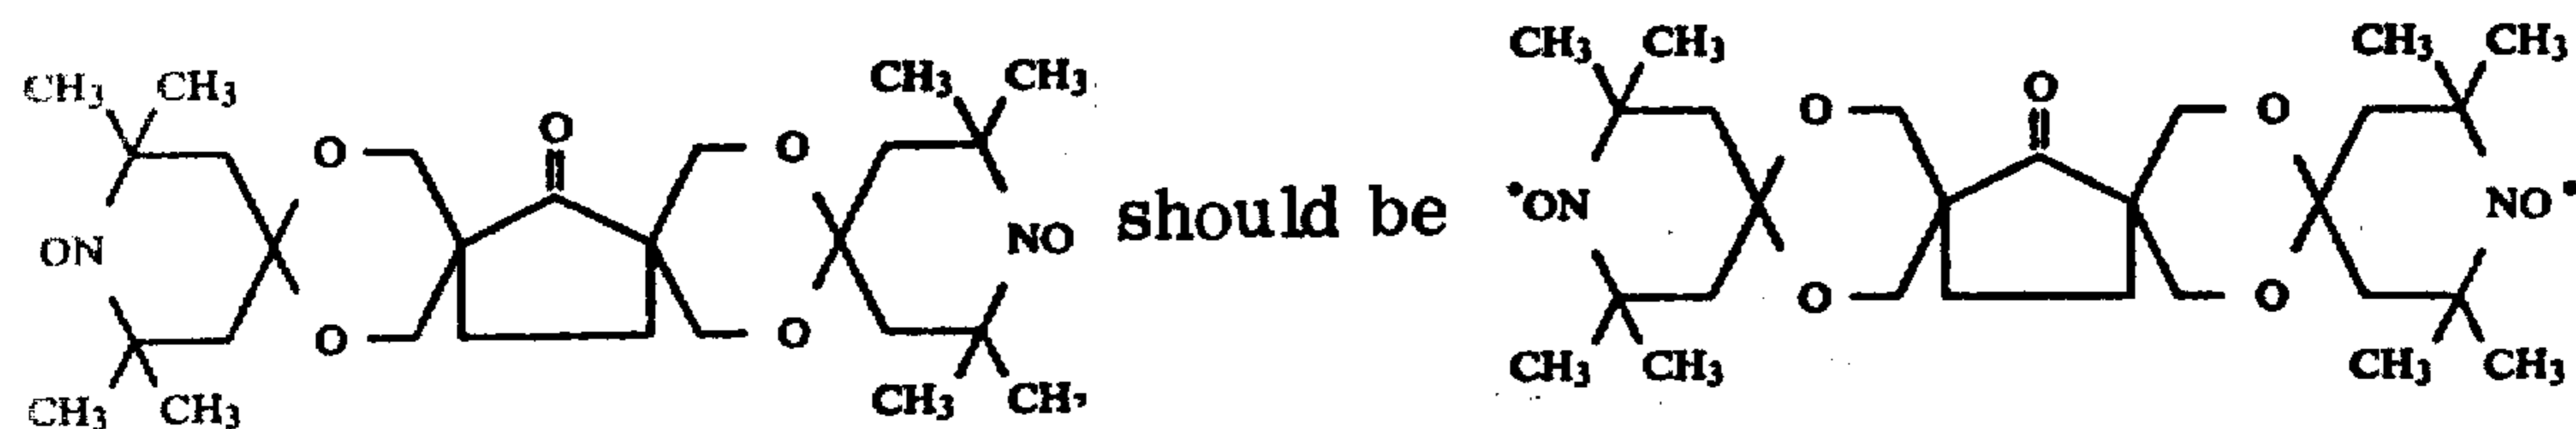 CH₃ CH₃ CH₃ CH₃ CH₃ CH₃ CH₃ CH₃
O O O O O O
ON NO should be •ON NO•
O O O O
CH₃ CH₃ CH₃ CH, CH₃ CH₃ CH₃ CH₃